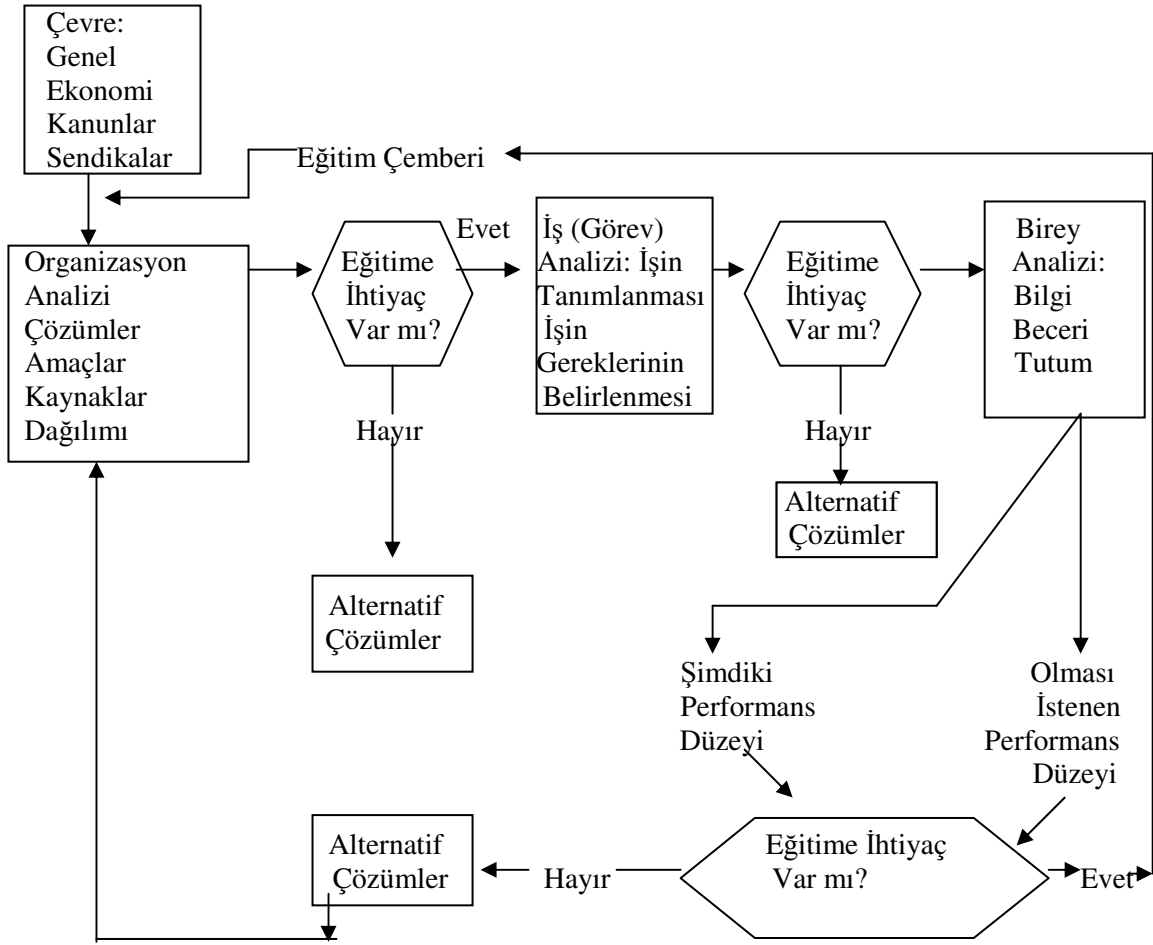 Çevre:
Genel
Ekonomi
Kanunlar
Sendikalar
Eğitim Çemberi
Organizasyon
Analizi
Çözümler
Amaçlar
Kaynaklar
Dağılımı
Eğitime
İhtiyaç
Var mı?
Evet
İş (Görev)
Analizi: İşin
Tanımlanması
İşin
Gereklerinin
Belirlenmesi
Eğitime
İhtiyaç
Var mı?
Birey
Analizi:
Bilgi
Beceri
Tutum
Hayır
Hayır
Alternatif
Çözümler
Alternatif
Çözümler
Şimdiki
Performans
Düzeyi
Olması
İstenen
Performans
Düzeyi
Alternatif
Çözümler
Hayır
Eğitime İhtiyaç
Var mı?
Evet